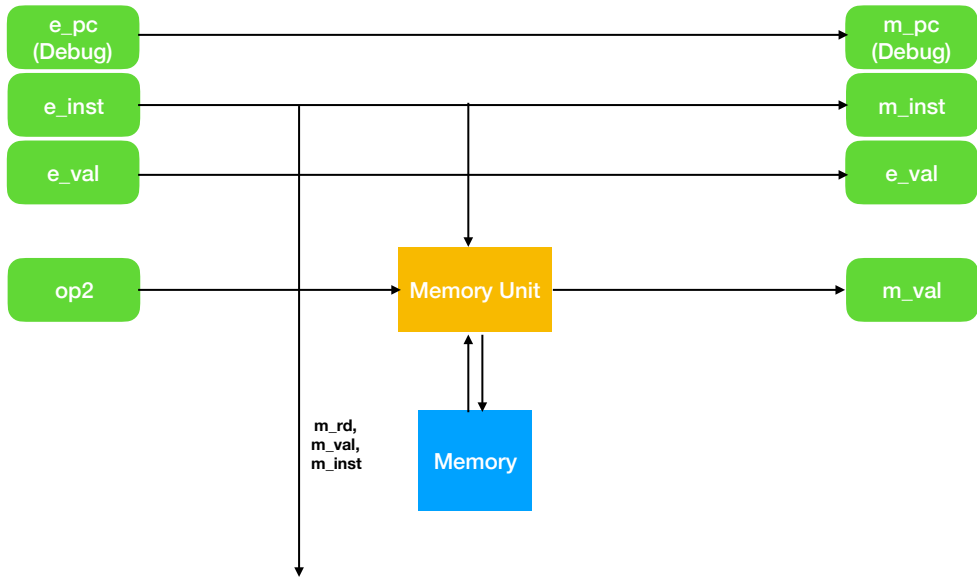 e_pc
(Debug)
m_pc
(Debug)
e_inst
m_inst
e_val
e_val
op2
Memory Unit
m_val
m_rd,
m_val,
m_inst
Memory